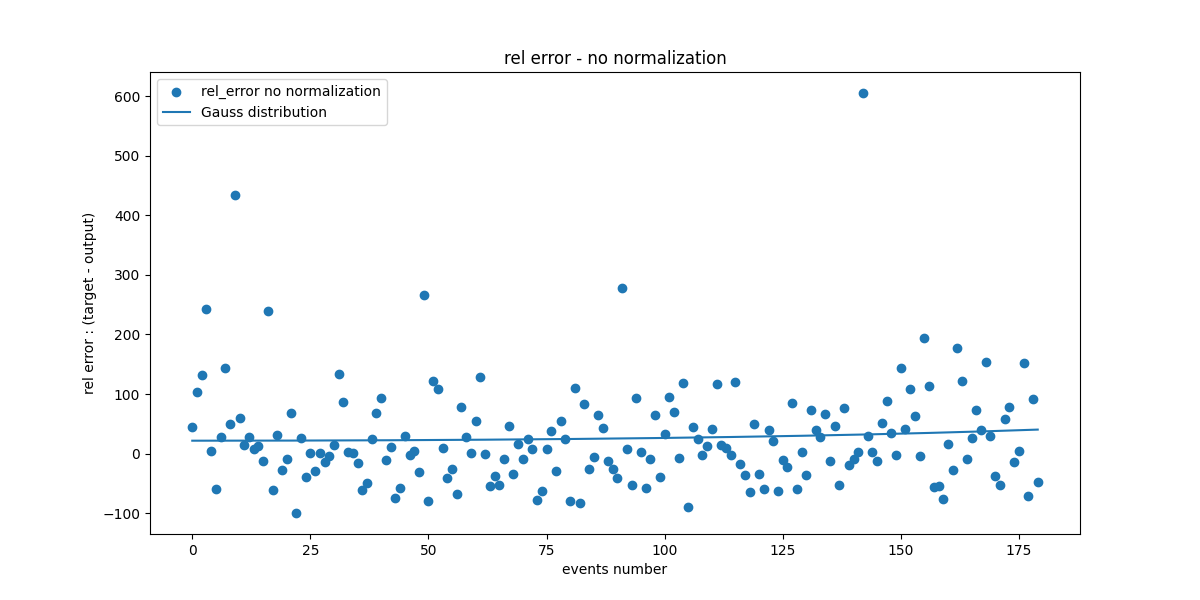 rel error - no normalization
rel_error no normalization
Gauss distribution
600
500
400
300
200
100
0
−100
rel error : (target - output)
0 25 50 75 100 125 150 175
events number